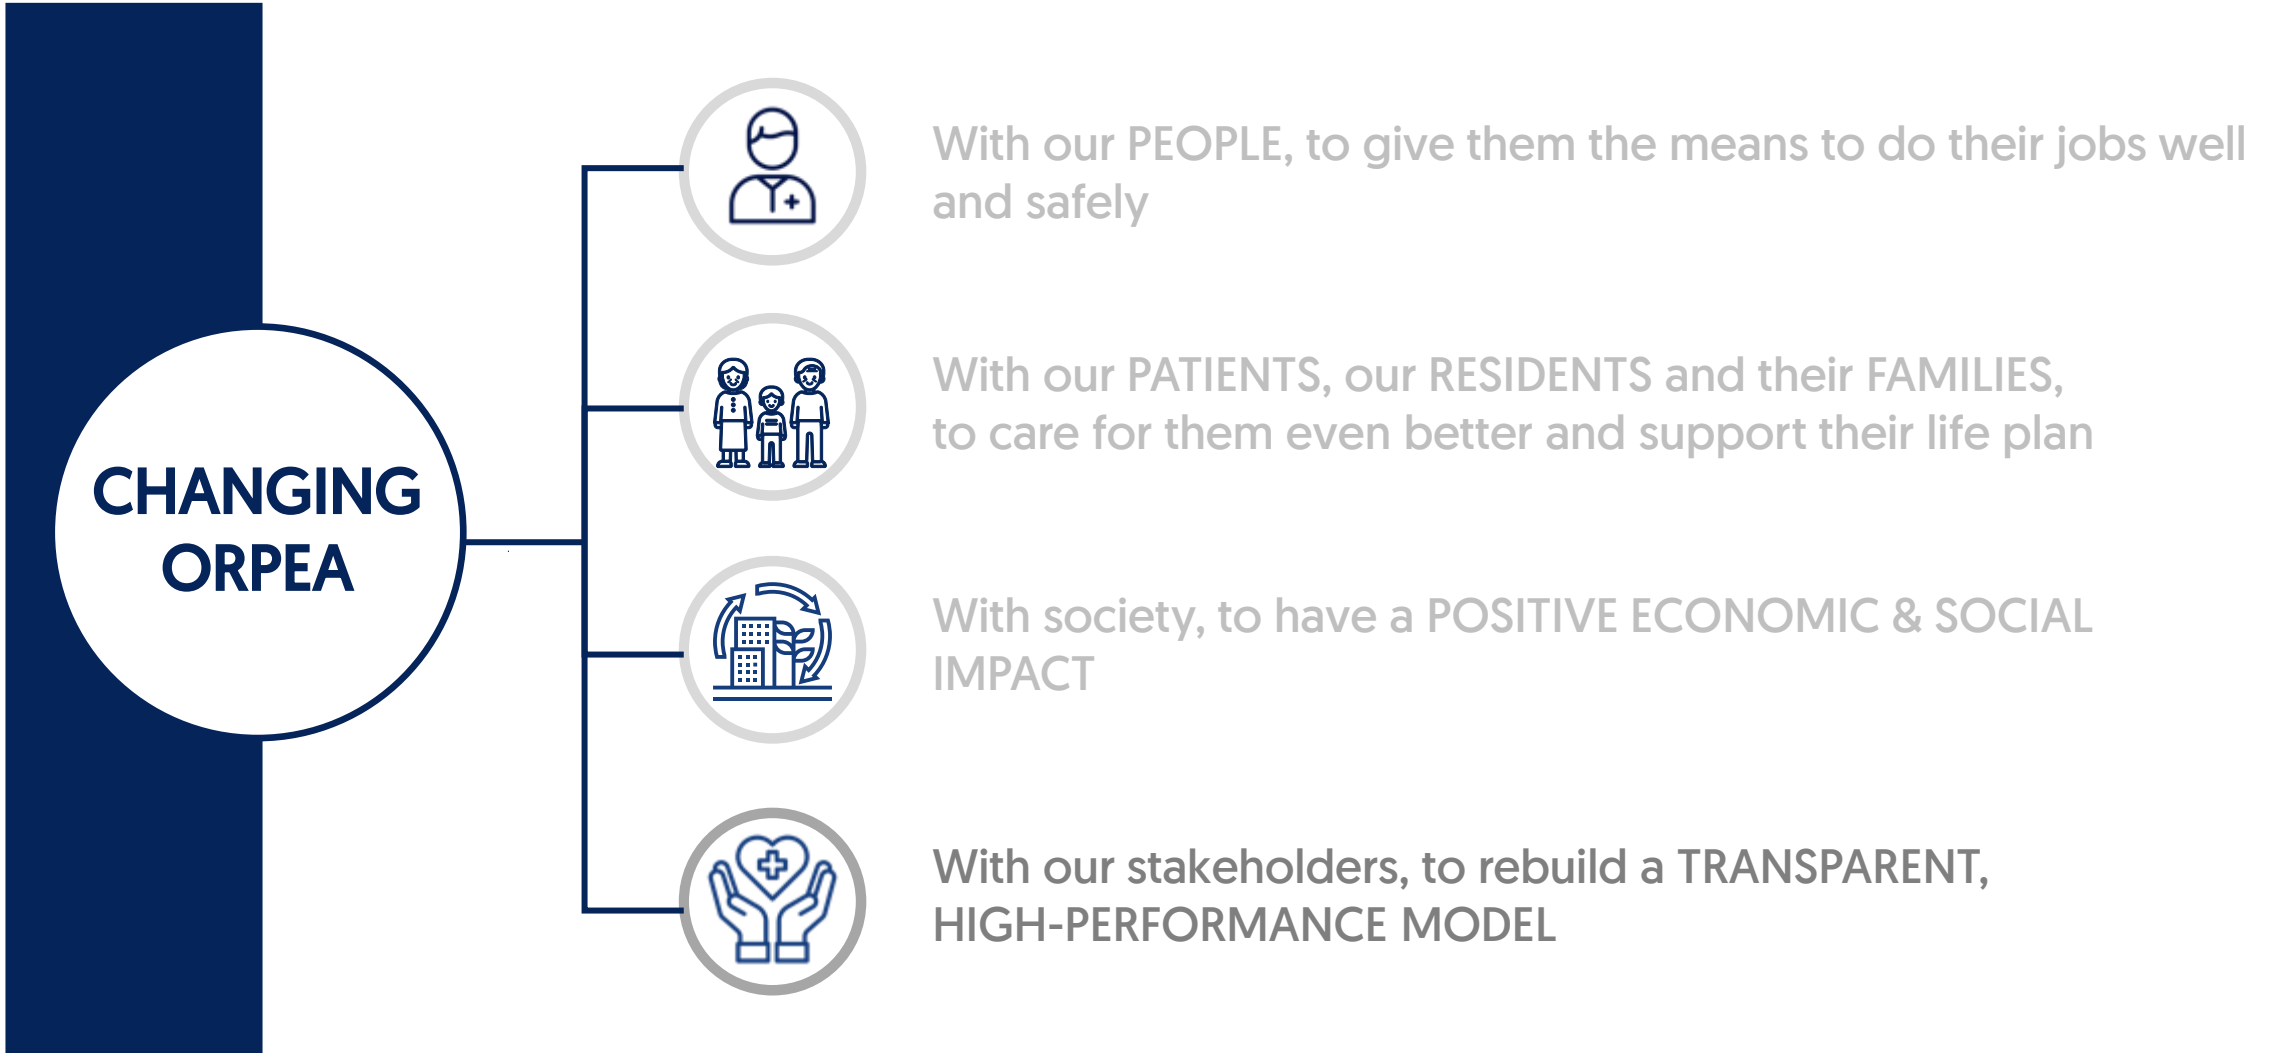 CHANGING
ORPEA
With our PEOPLE, to give them the means to do their jobs well
and safely
With our PATIENTS, our RESIDENTS and their FAMILIES,
to care for them even better and support their life plan
With society, to have a POSITIVE ECONOMIC & SOCIAL
IMPACT
With our stakeholders, to rebuild a TRANSPARENT,
HIGH-PERFORMANCE MODEL